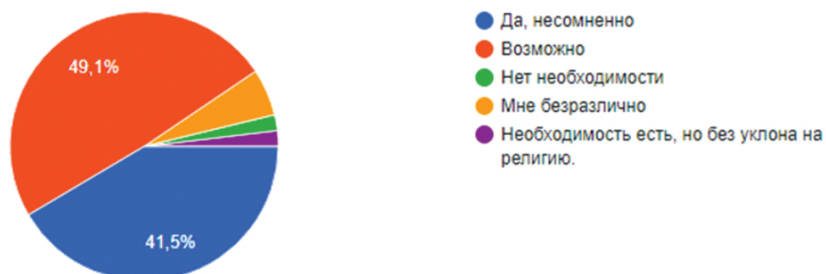 49,1%
41,5%
Да, несомненно
Возможно
Нет необходимости
Мне безразлично
Необходимость есть, но без уклона на
религию.